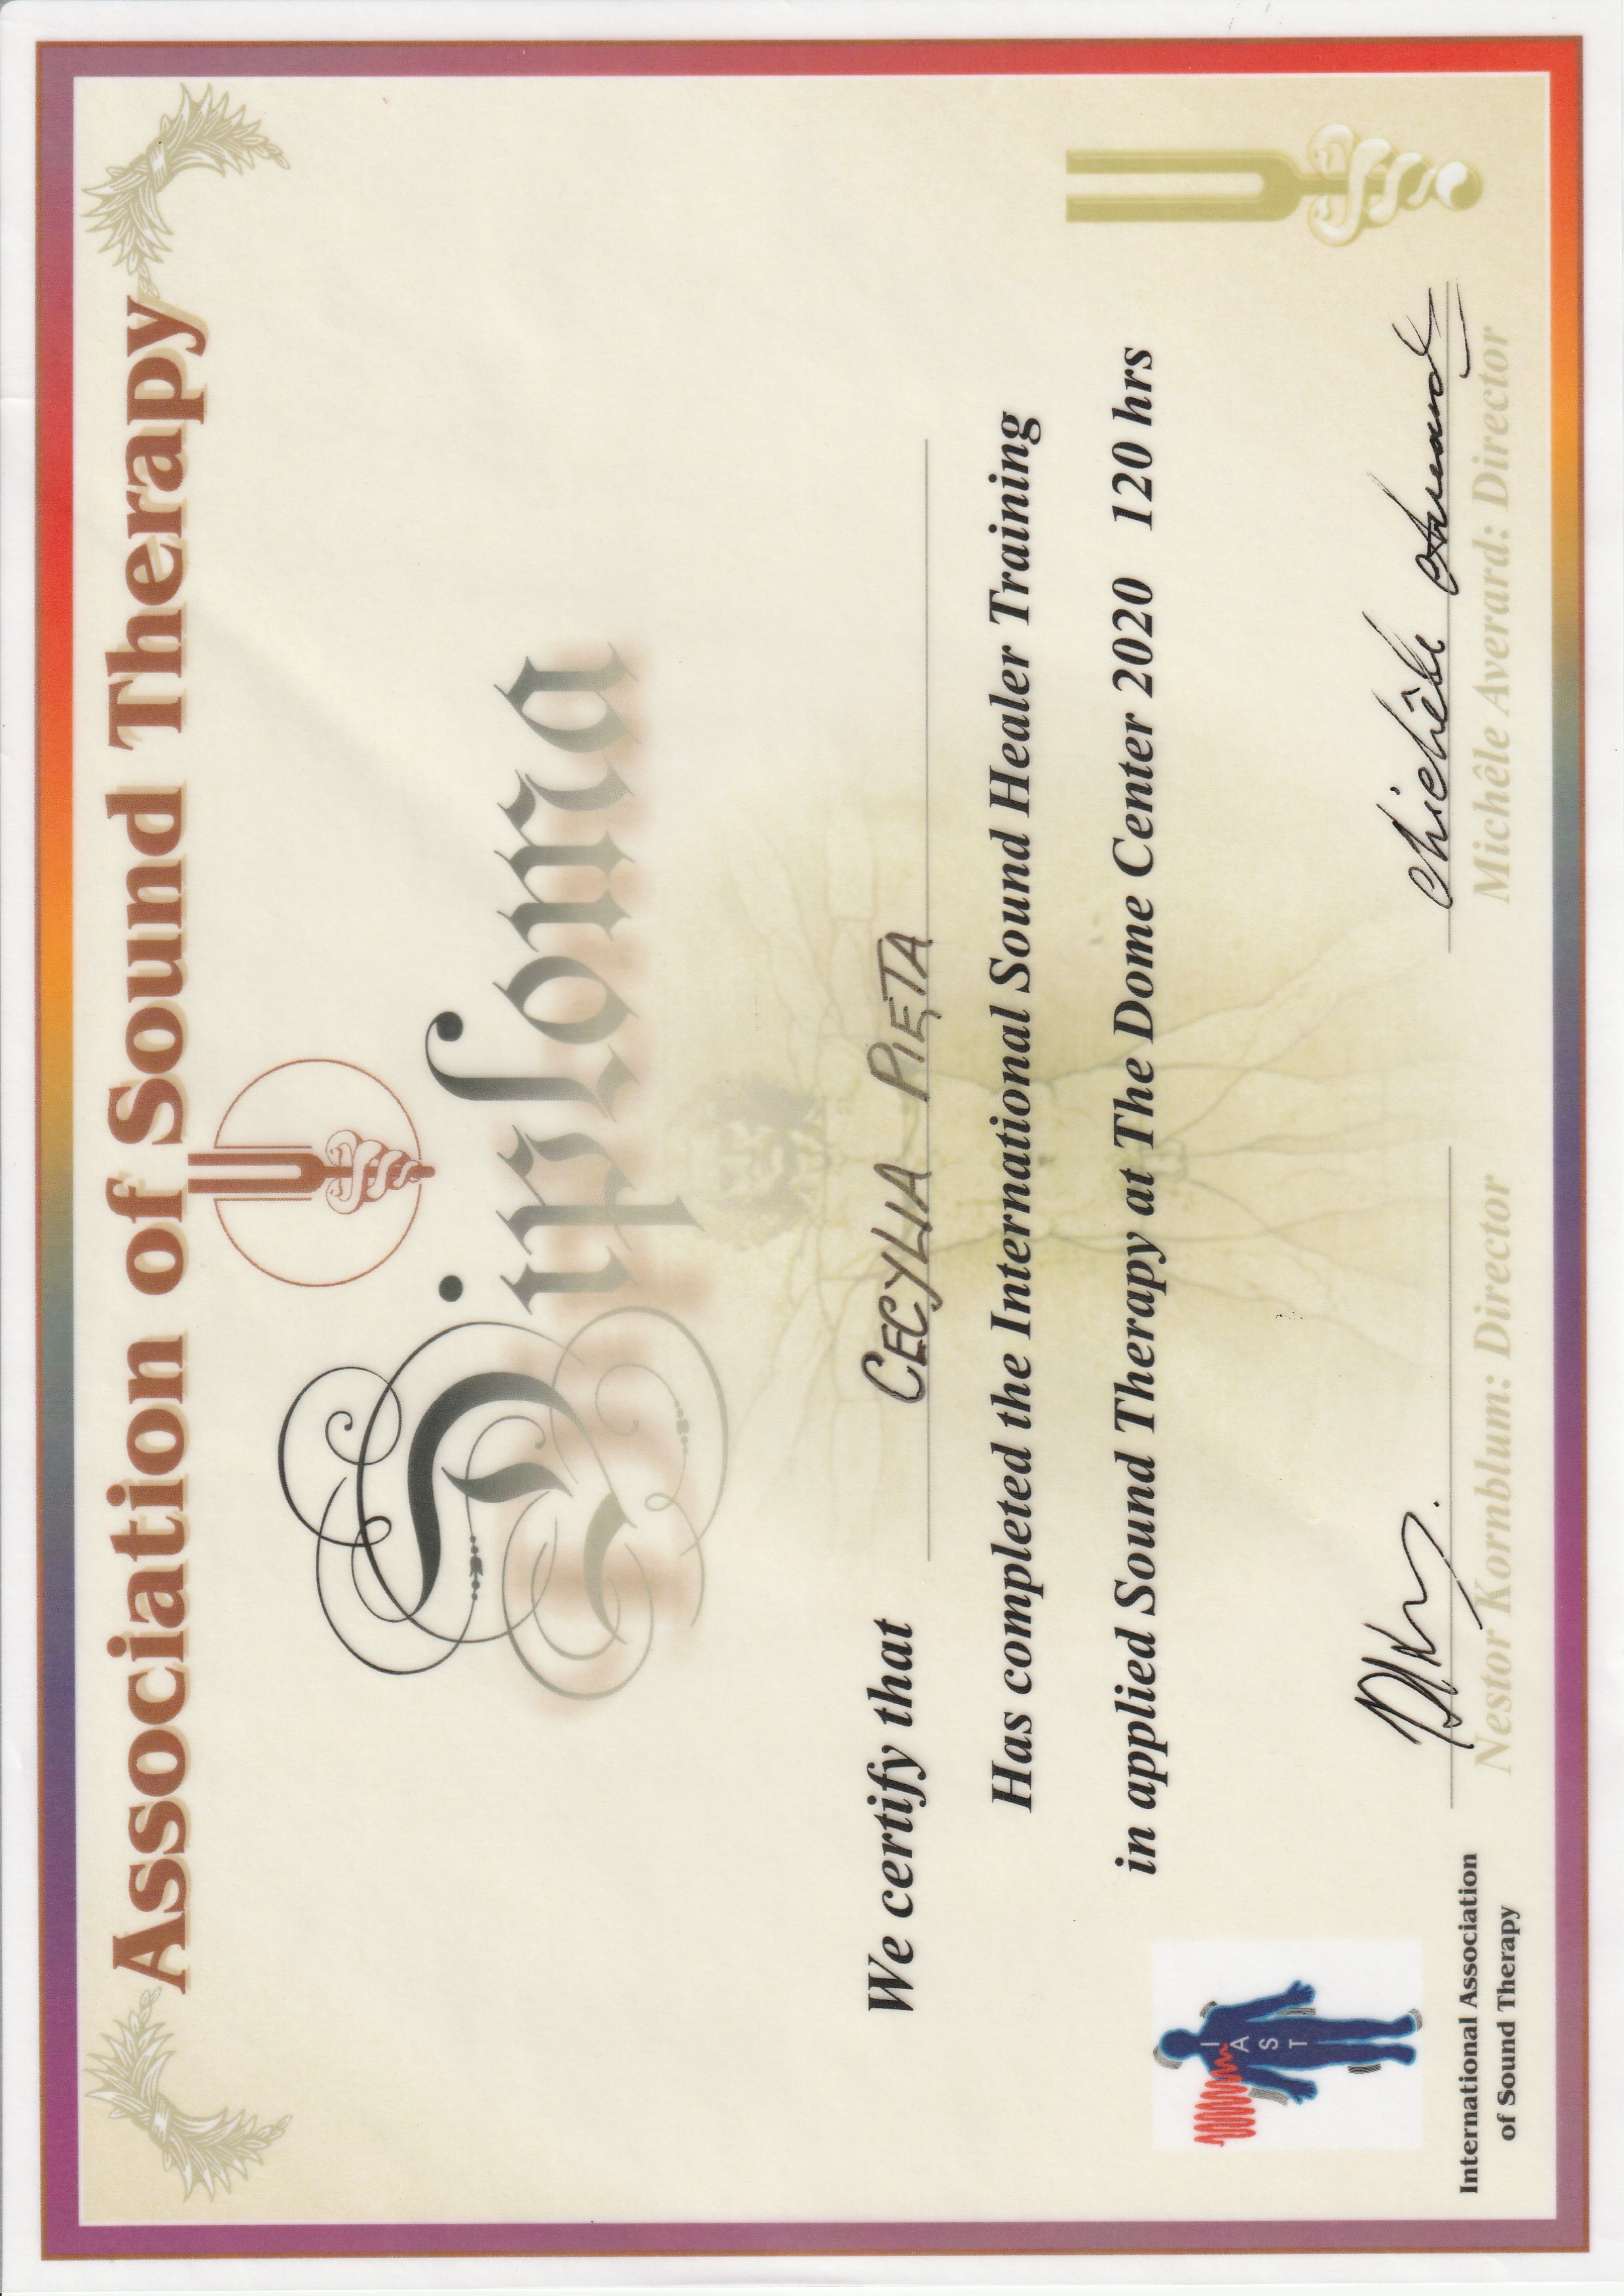 Association of Sound Therapy
Diploma
We certify that CECYLIA PIETA
Has completed the International Sound Healer Training
in applied Sound Therapy at The Dome Center 2020 120 hrs
I
A
S
T
International Association
of Sound Therapy
Nestor Kornblum: Director
Michêle Averard: Director